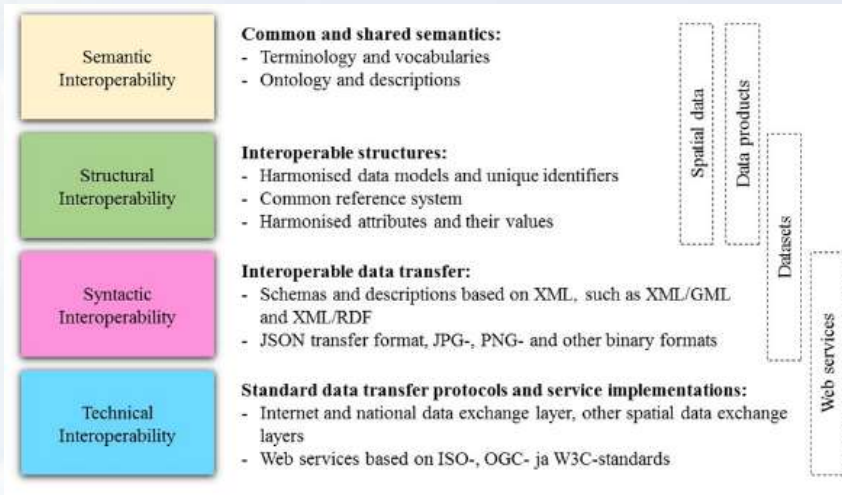 Semantic
Interoperability
Common and shared semantics:
- Terminology and vocabularies
- Ontology and descriptions
Structural
Interoperability
Interoperable structures:
- Harmonised data models and unique identifiers
- Common reference system
- Harmonised attributes and their values
Syntactic
Interoperability
Interoperable data transfer:
- Schemas and descriptions based on XML, such as XML/GML
and XML/RDF
- JSON transfer format, JPG-, PNG- and other binary formats
Technical
Interoperability
Standard data transfer protocols and service implementations:
- Internet and national data exchange layer, other spatial data exchange
layers
- Web services based on ISO-, OGC- ja W3C-standards
Spatial data
Data products
Datasets
Web services